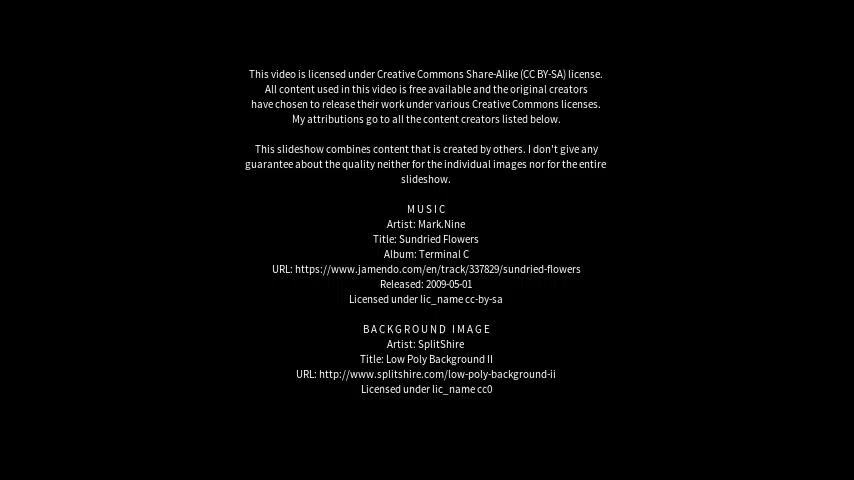 This video is licensed under Creative Commons Share-Alike (CC BY-SA) license.
All content used in this video is free available and the original creators
have chosen to release their work under various Creative Commons licenses.
My attributions go to all the content creators listed below.
This slideshow combines content that is created by others. I don't give any
guarantee about the quality neither for the individual images nor for the entire
slideshow.
MUSIC
Artist: Mark.Nine
Title: Sundried Flowers
Album: Terminal C
URL: https://www.jamendo.com/en/track/337829/sundried-flowers
Released: 2009-05-01
Licensed under lic_name cc-by-sa
BACKGROUND IMAGE
Artist: SplitShire
Title: Low Poly Background II
URL: http://www.splitshire.com/low-poly-background-ii
Licensed under lic_name cc0